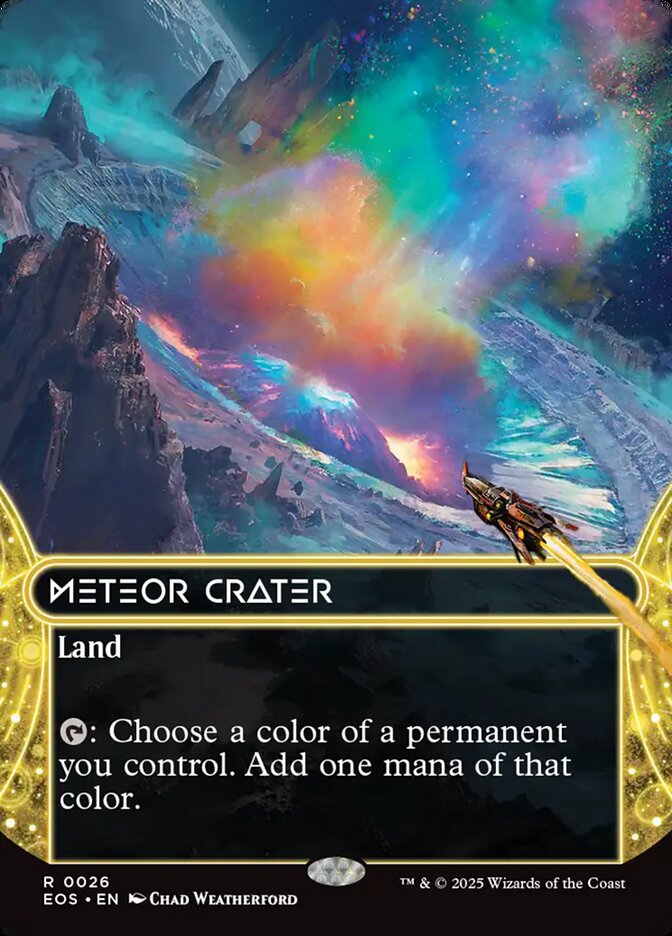 METEOR CRATER
Land
: Choose a color of a permanent
you control. Add one mana of that
color.
R 0026
EOS • EN Chad Weatherford
™ & © 2025 Wizards of the Coast